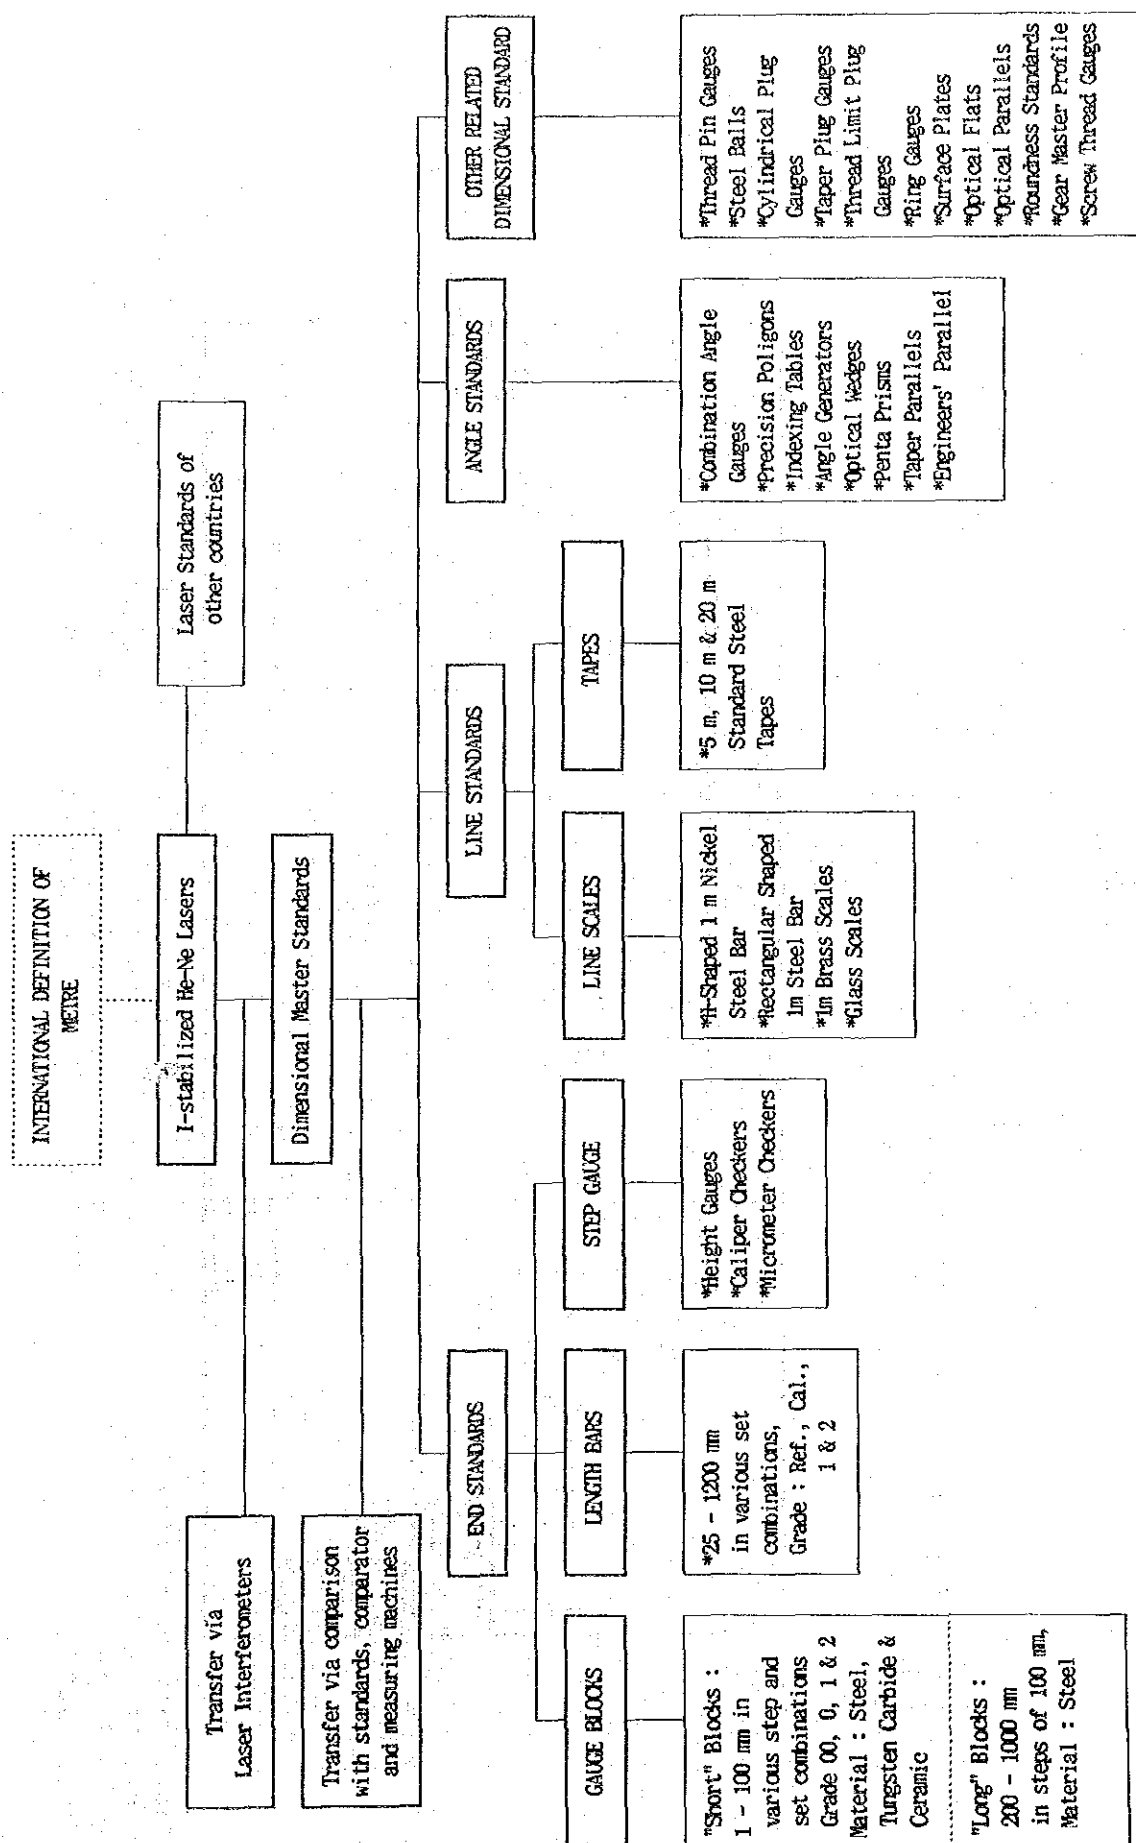 INTERNATIONAL DEFINITION OF
METRE
I-stabilized He-Ne Lasers
Laser Standards of
other countries
Transfer via
Laser Interferometers
Dimensional Master Standards
Transfer via comparison
with standards, comparator
and measuring machines
END STANDARDS
LINE STANDARDS
ANGLE STANDARDS
OTHER RELATED
DIMENSIONAL STANDARD
GAUGE BLOCKS
LENGTH BARS
STEP GAUGE
LINE SCALES
TAPES
"Short" Blocks :
1 - 100 mm in
various step and
set combinations
Grade 00, 0, 1 & 2
Material : Steel,
Tungsten Carbide &
Ceramic
"Long" Blocks :
200 - 1000 mm
in steps of 100 mm,
Material : Steel
*25 - 1200 mm
in various set
combinations,
Grade : Ref., Cal.,
1 & 2
*Height Gauges
*Caliper Checkers
*Micrometer Checkers
*H-Shaped 1 m Nickel
Steel Bar
*Rectangular Shaped
1m Steel Bar
*1m Brass Scales
*Glass Scales
*5 m, 10 m & 20 m
Standard Steel
Tapes
*Combination Angle
Gauges
*Precision Poligons
*Indexing Tables
*Angle Generators
*Optical Wedges
*Penta Prisms
*Taper Parallels
*Engineers' Parallel
*Thread Pin Gauges
*Steel Balls
*Cylindrical Plug
Gauges
*Taper Plug Gauges
*Thread Limit Plug
Gauges
*Ring Gauges
*Surface Plates
*Optical Flats
*Optical Parallels
*Roundness Standards
*Gear Master Profile
*Screw Thread Gauges